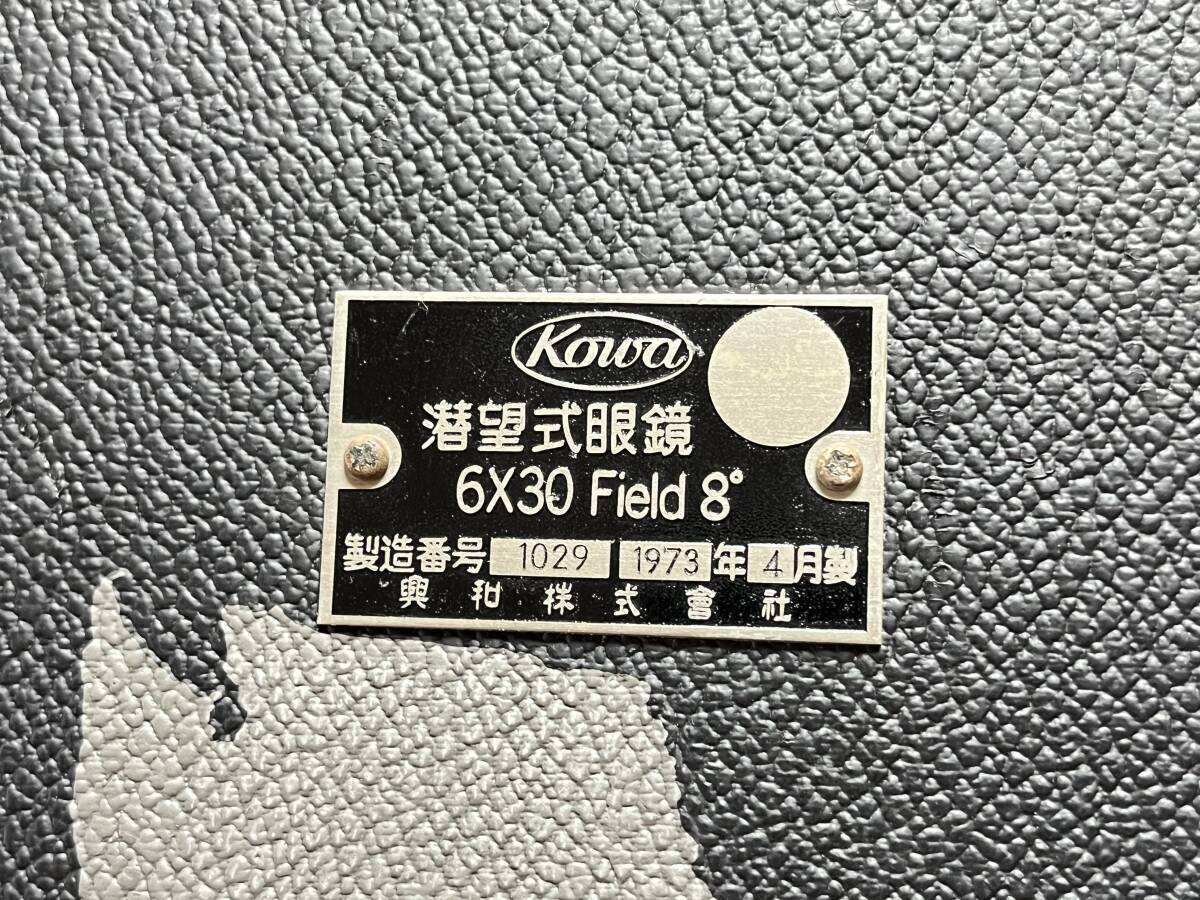 Kowa
潜望式眼鏡
6X30 Field 8°
製造番号 1029 1973 年 4 月製
興和株式會社